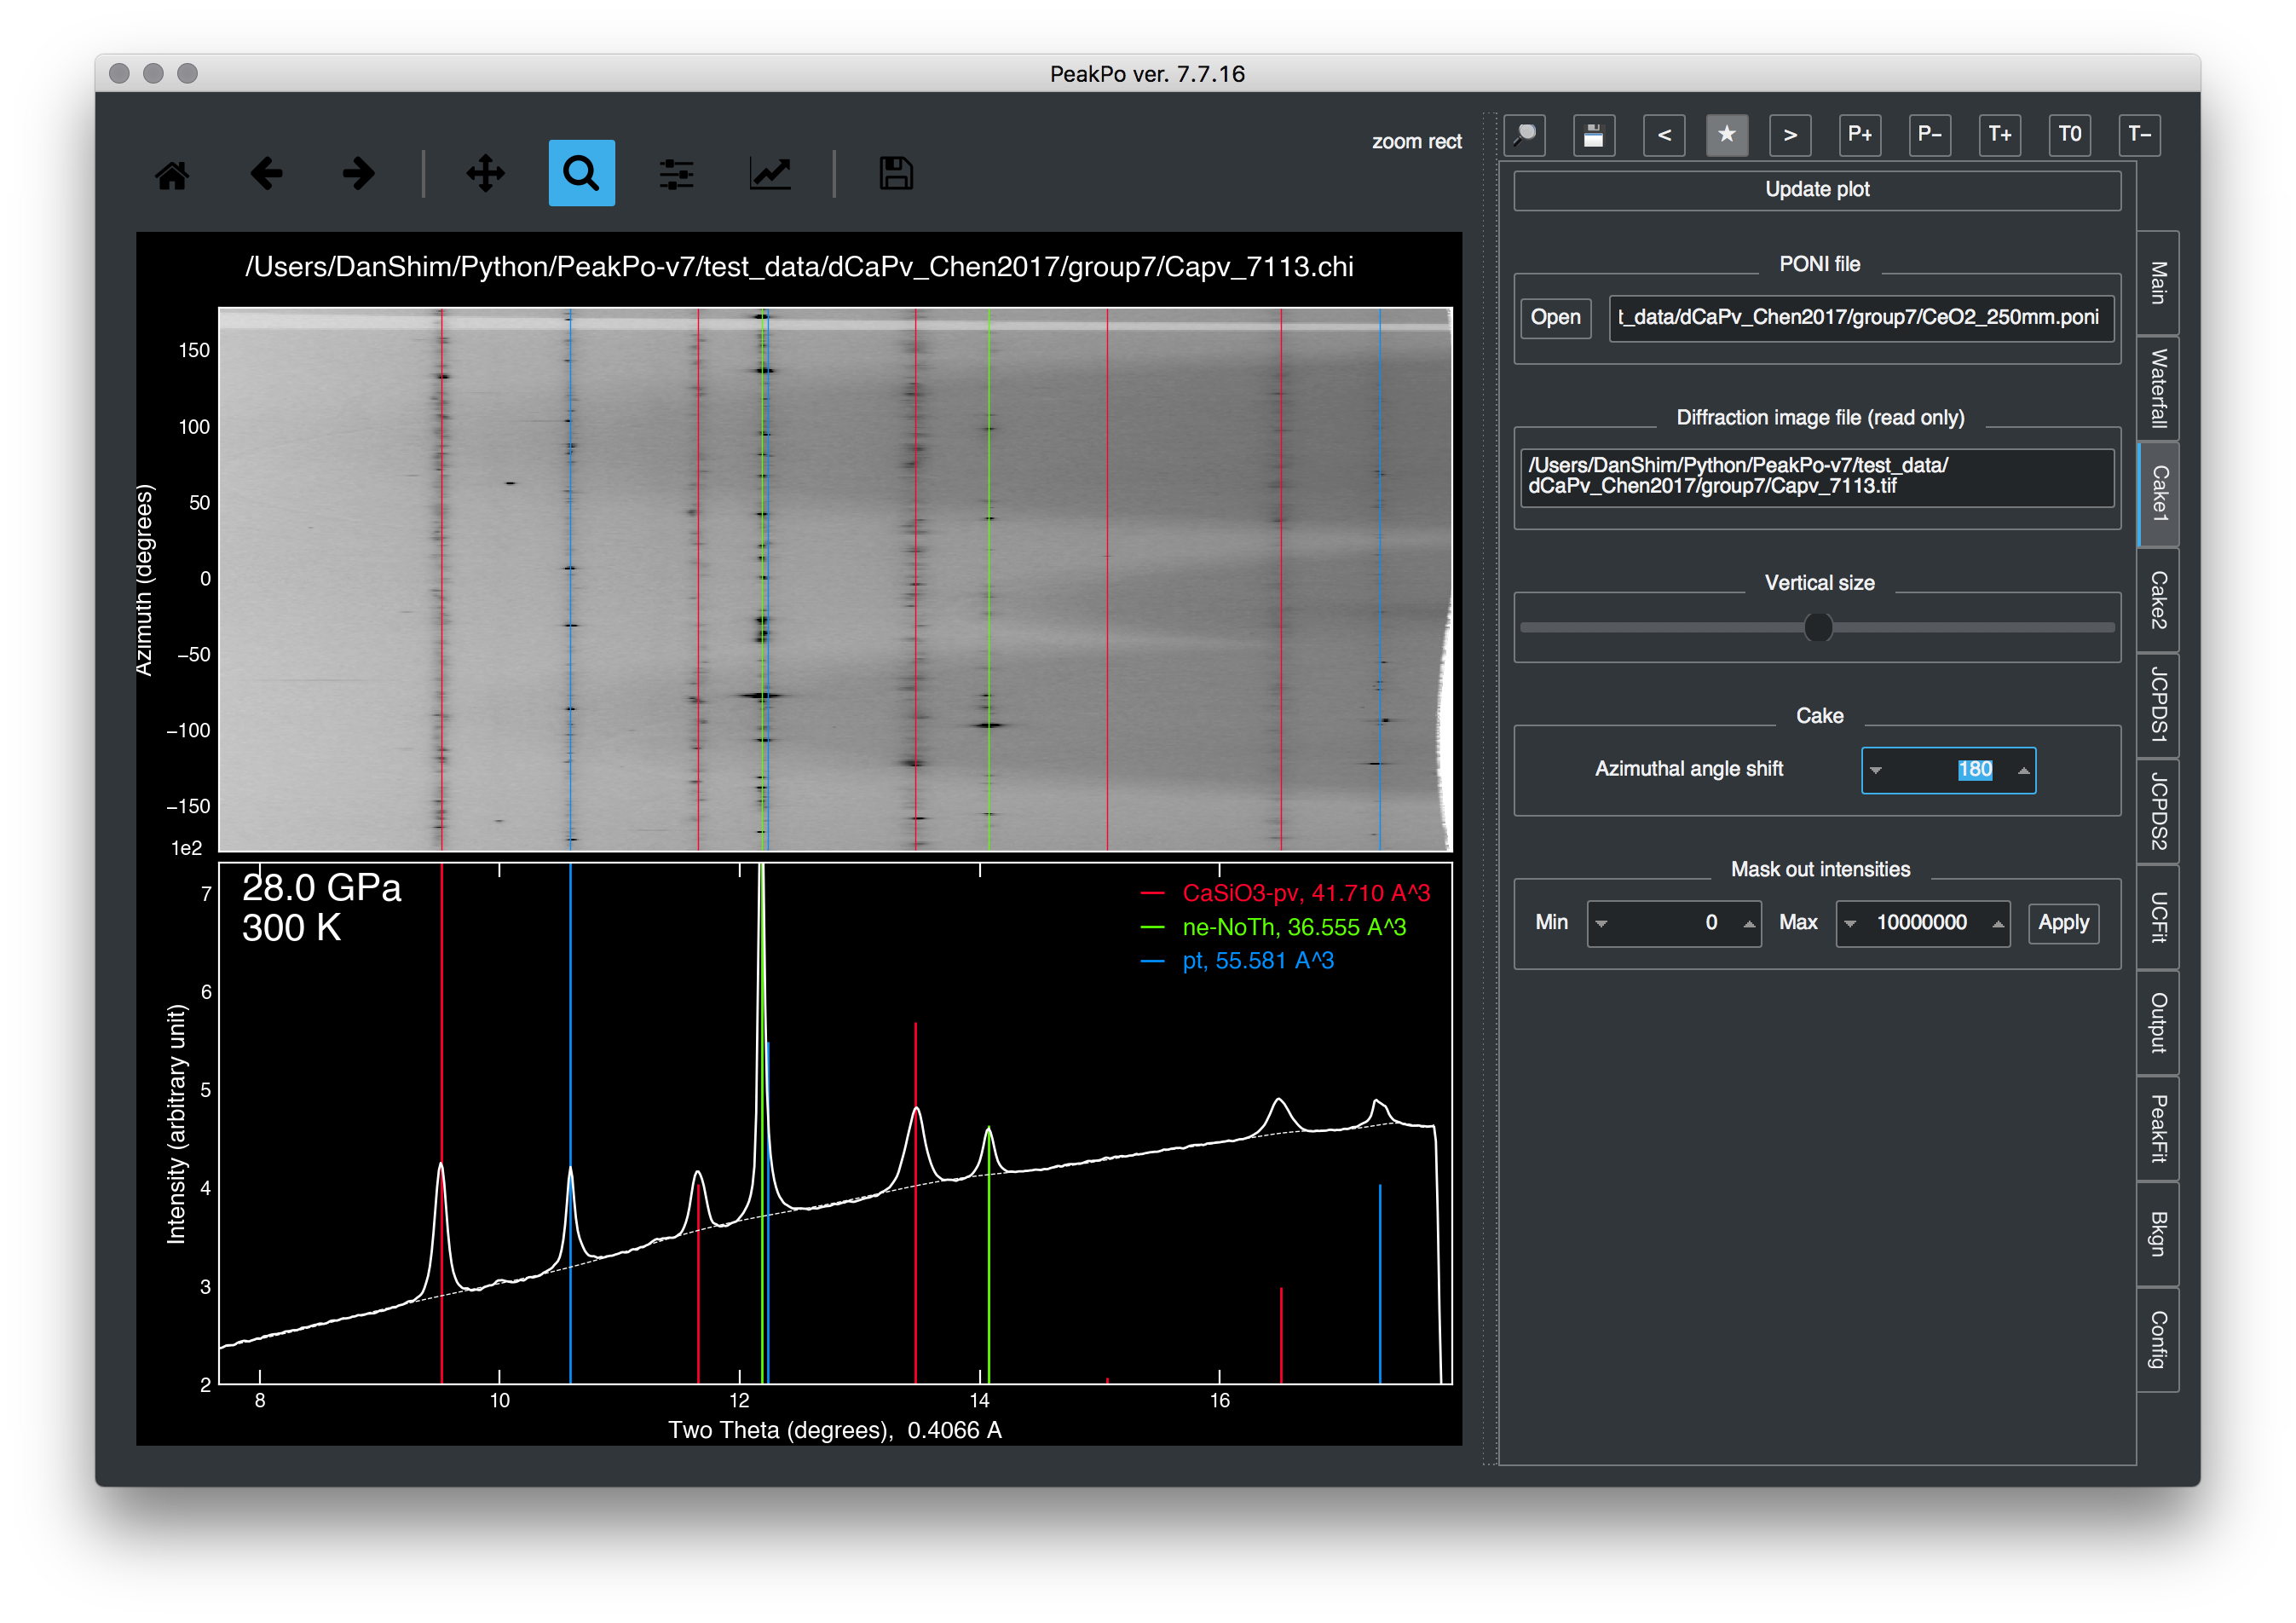 PeakPo ver. 7.7.16
zoom rect
< ★ > P+ P− T+ T0 T−
Update plot
PONI file
Open
t_data/dCaPv_Chen2017/group7/CeO2_250mm.poni
Diffraction image file (read only)
/Users/DanShim/Python/PeakPo-v7/test_data/
dCaPv_Chen2017/group7/Capv_7113.tif
Vertical size
Cake
Azimuthal angle shift 180
Mask out intensities
Min 0 Max 10000000 Apply
Main
Waterfall
Cake1
Cake2
JCPDS1
JCPDS2
UCFit
Output
PeakFit
Bkgn
Config
/Users/DanShim/Python/PeakPo-v7/test_data/dCaPv_Chen2017/group7/Capv_7113.chi
Azimuth (degrees)
150
100
50
0
−50
−100
−150
1e2
28.0 GPa
300 K
CaSiO3-pv, 41.710 A^3
ne-NoTh, 36.555 A^3
pt, 55.581 A^3
Intensity (arbitrary unit)
7
6
5
4
3
2
8 10 12 14 16
Two Theta (degrees), 0.4066 A